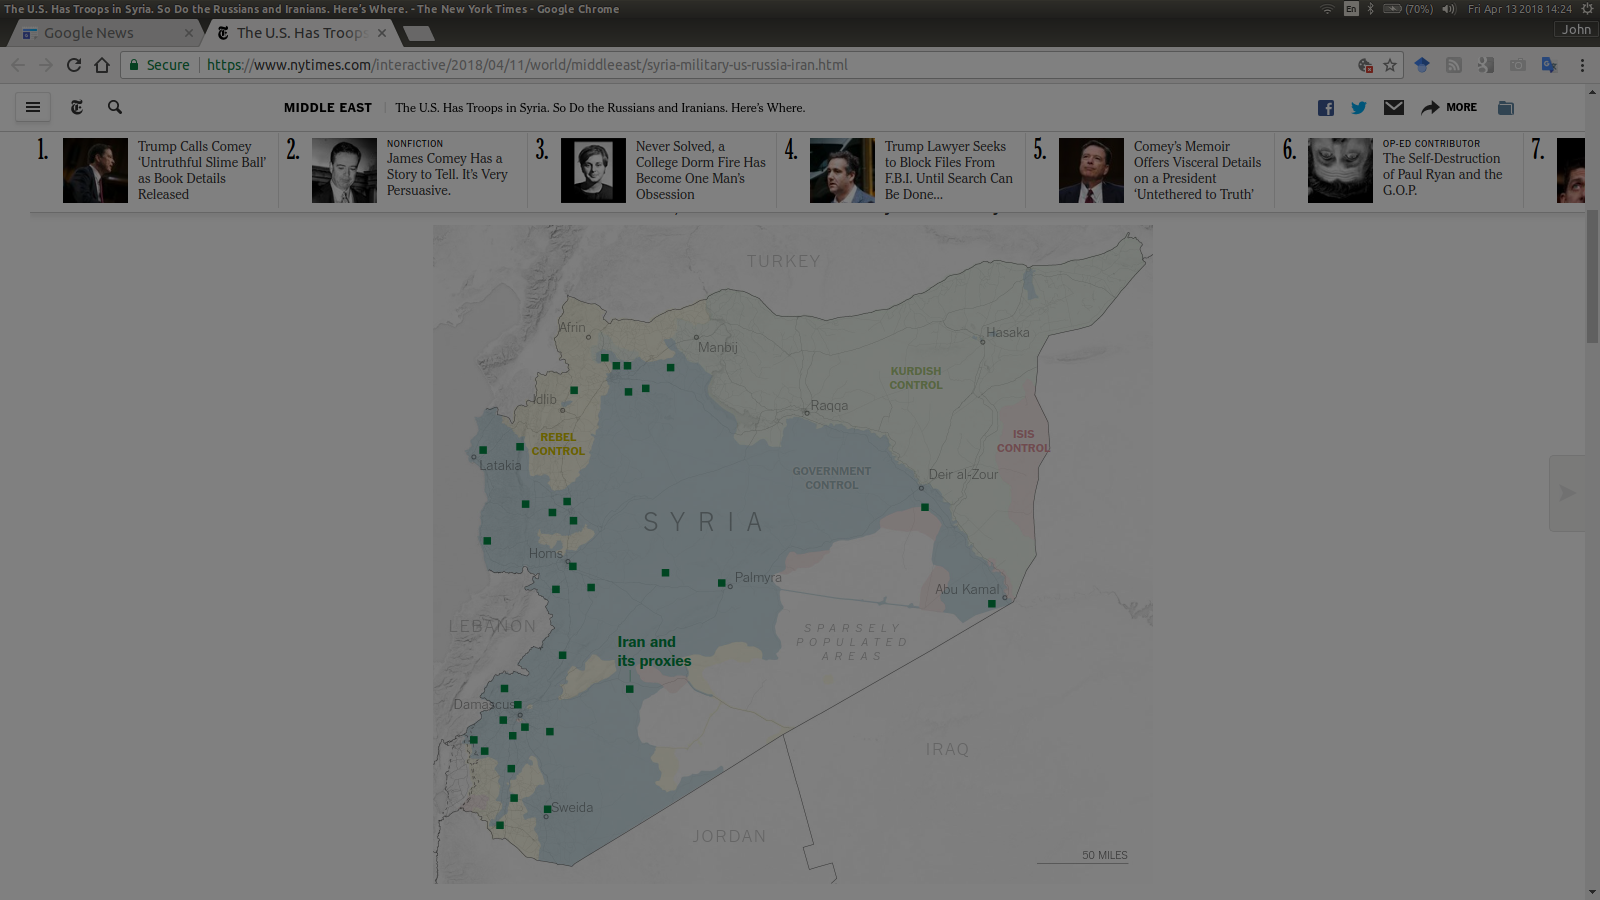 The U.S. Has Troops in Syria. So Do the Russians and Iranians. Here's Where. - The New York Times - Google Chrome
En
(70%)
Fri Apr 13 2018 14:24
Google News
The U.S. Has Troops
John
Secure
https://www.nytimes.com/interactive/2018/04/11/world/middleeast/syria-military-us-russia-iran.html
MIDDLE EAST
The U.S. Has Troops in Syria. So Do the Russians and Iranians. Here's Where.
MORE
1.
Trump Calls Comey
‘Untruthful Slime Ball’
as Book Details
Released
2.
NONFICTION
James Comey Has a
Story to Tell. It's Very
Persuasive.
3.
Never Solved, a
College Dorm Fire Has
Become One Man's
Obsession
4.
Trump Lawyer Seeks
to Block Files From
F.B.I. Until Search Can
Be Done...
5.
Comey's Memoir
Offers Visceral Details
on a President
‘Untethered to Truth’
6.
OP-ED CONTRIBUTOR
The Self-Destruction
of Paul Ryan and the
G.O.P.
7.
TURKEY
Afrin
Manbij
Hasaka
KURDISH
CONTROL
Idlib
Raqqa
REBEL
CONTROL
ISIS
CONTROL
Latakia
GOVERNMENT
CONTROL
Deir al-Zour
SYRIA
Homs
Palmyra
Abu Kamal
LEBANON
SPARSELY
POPULATED
AREAS
Iran and
its proxies
Damascus
IRAQ
Sweida
JORDAN
50 MILES